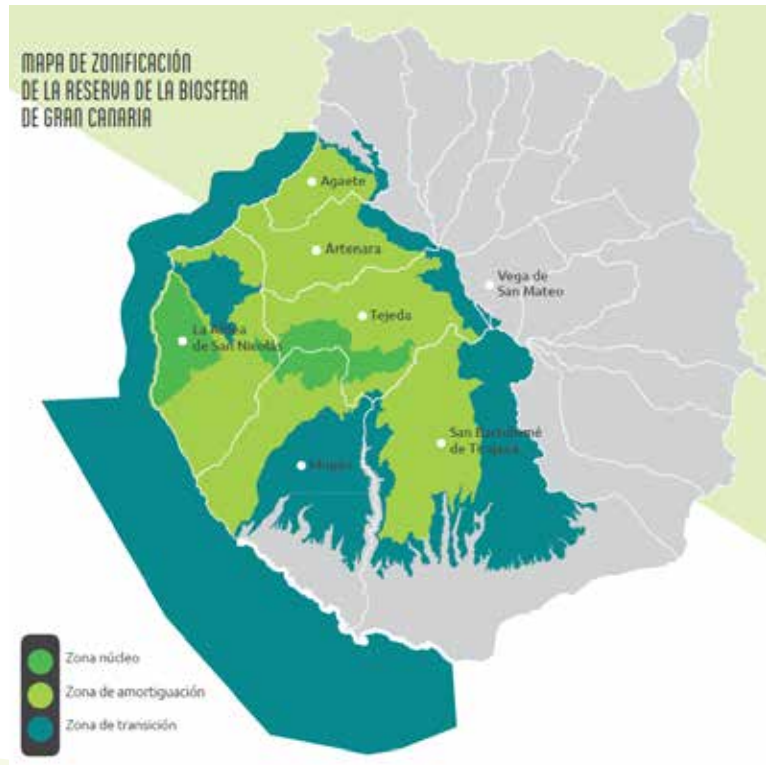 MAPA DE ZONIFICACIÓN
DE LA RESERVA DE LA BIOSFERA
DE GRAN CANARIA
Agaete
Artenara
Vega de
San Mateo
Tejeda
La Aldea
de San Nicolás
San Bartolomé
de Tirajana
Mogán
Zona núcleo
Zona de amortiguación
Zona de transición